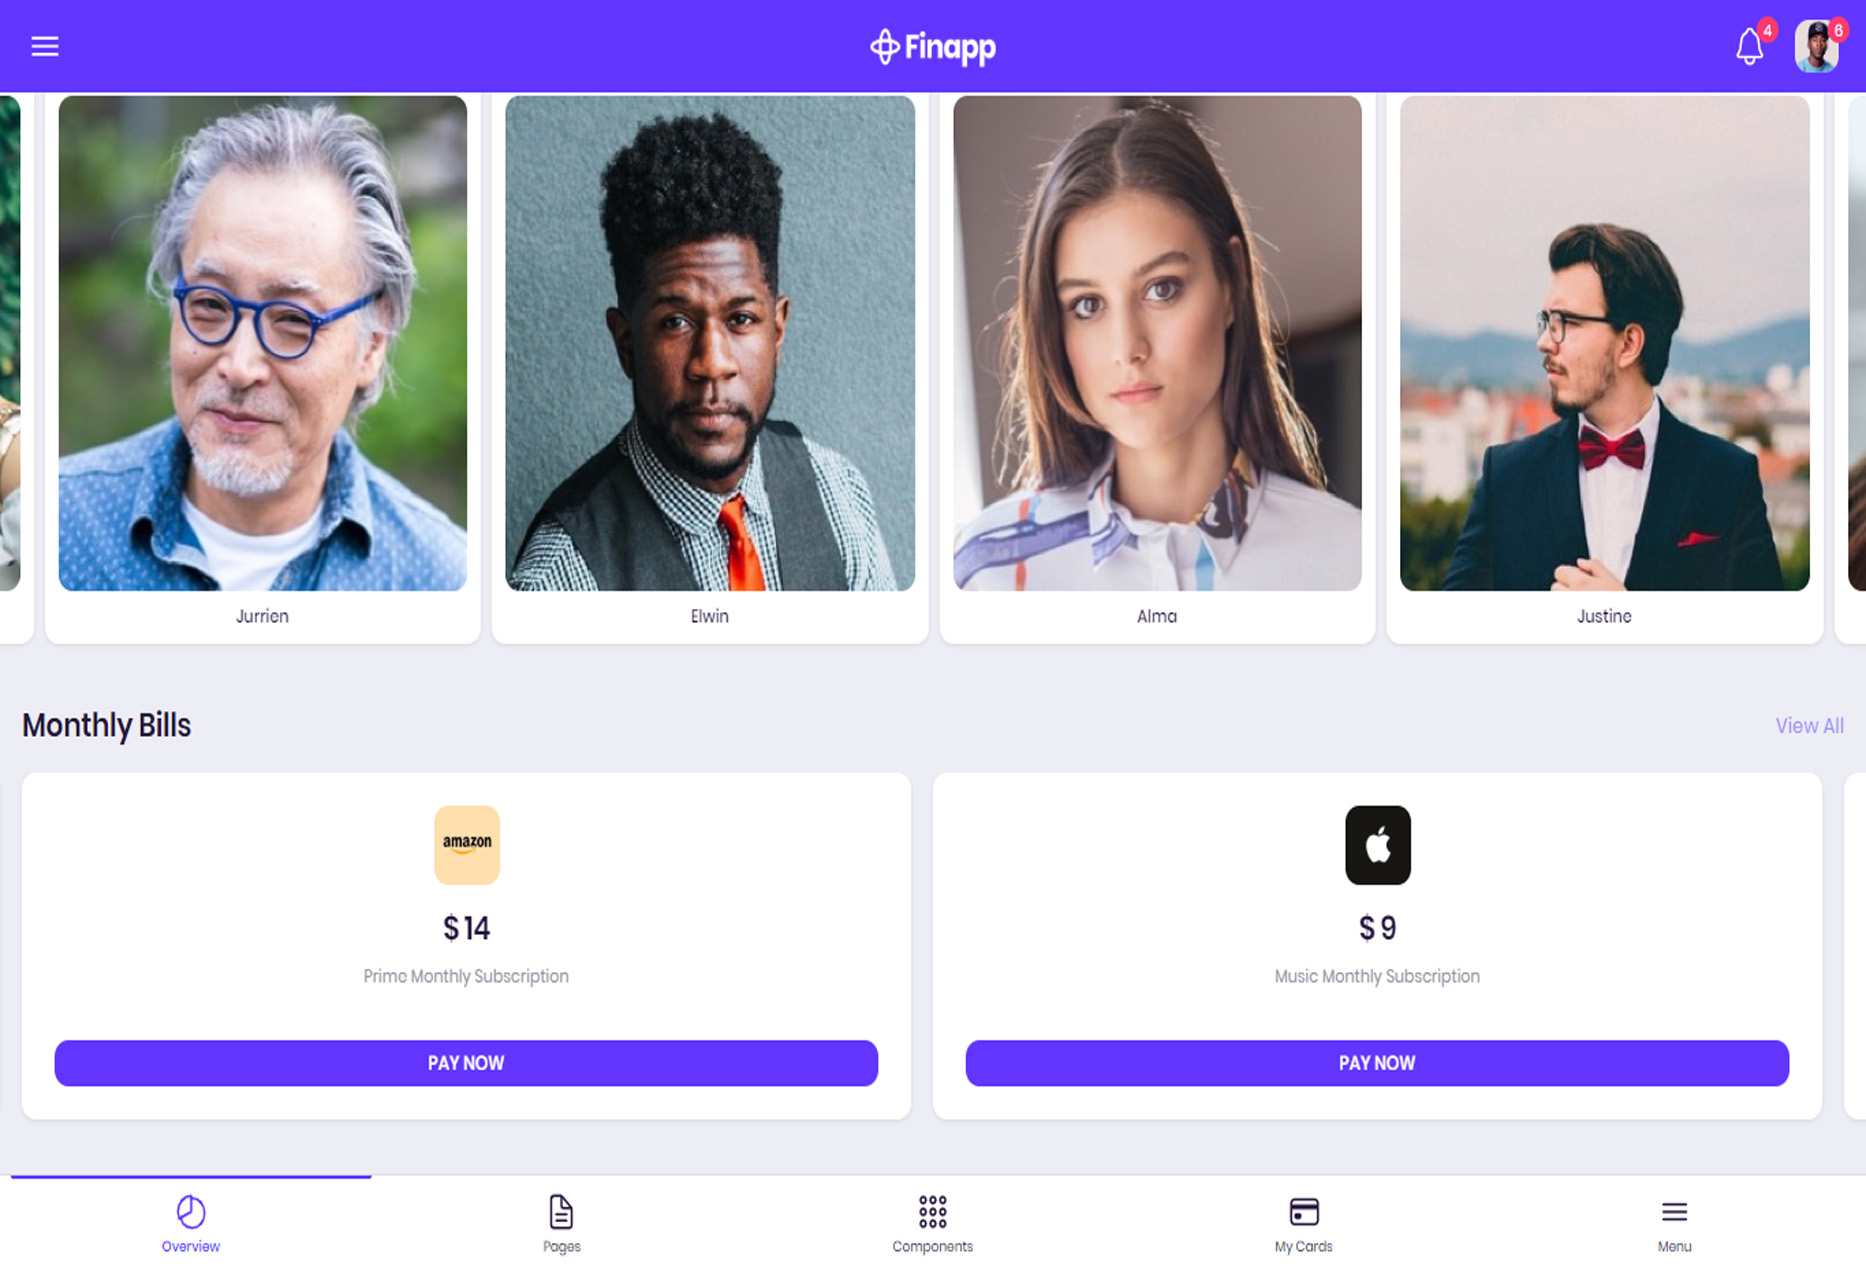 Finapp
4
6
Jurrien
Elwin
Alma
Justine
Monthly Bills
View All
amazon
$ 14
Prime Monthly Subscription
PAY NOW
$ 9
Music Monthly Subscription
PAY NOW
Overview
Pages
Components
My Cards
Menu